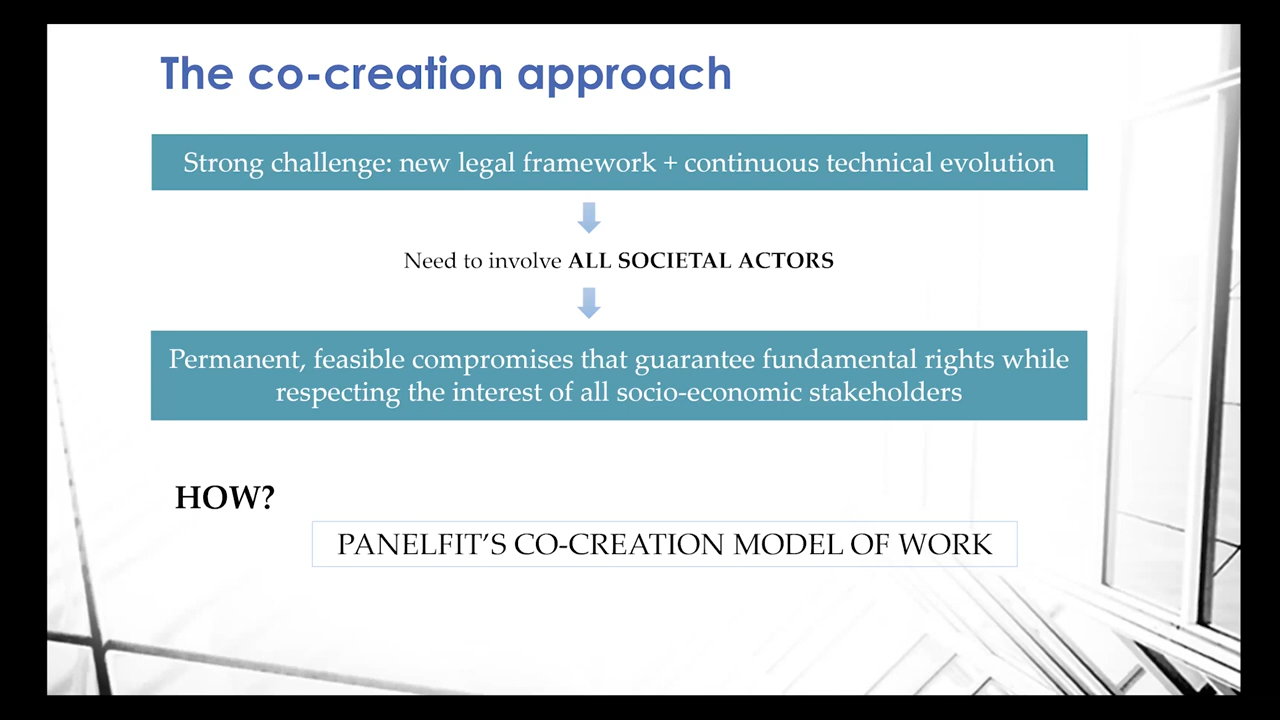 The co-creation approach
Strong challenge: new legal framework + continuous technical evolution
Need to involve ALL SOCIETAL ACTORS
Permanent, feasible compromises that guarantee fundamental rights while
respecting the interest of all socio-economic stakeholders
HOW?
PANELFIT’S CO-CREATION MODEL OF WORK